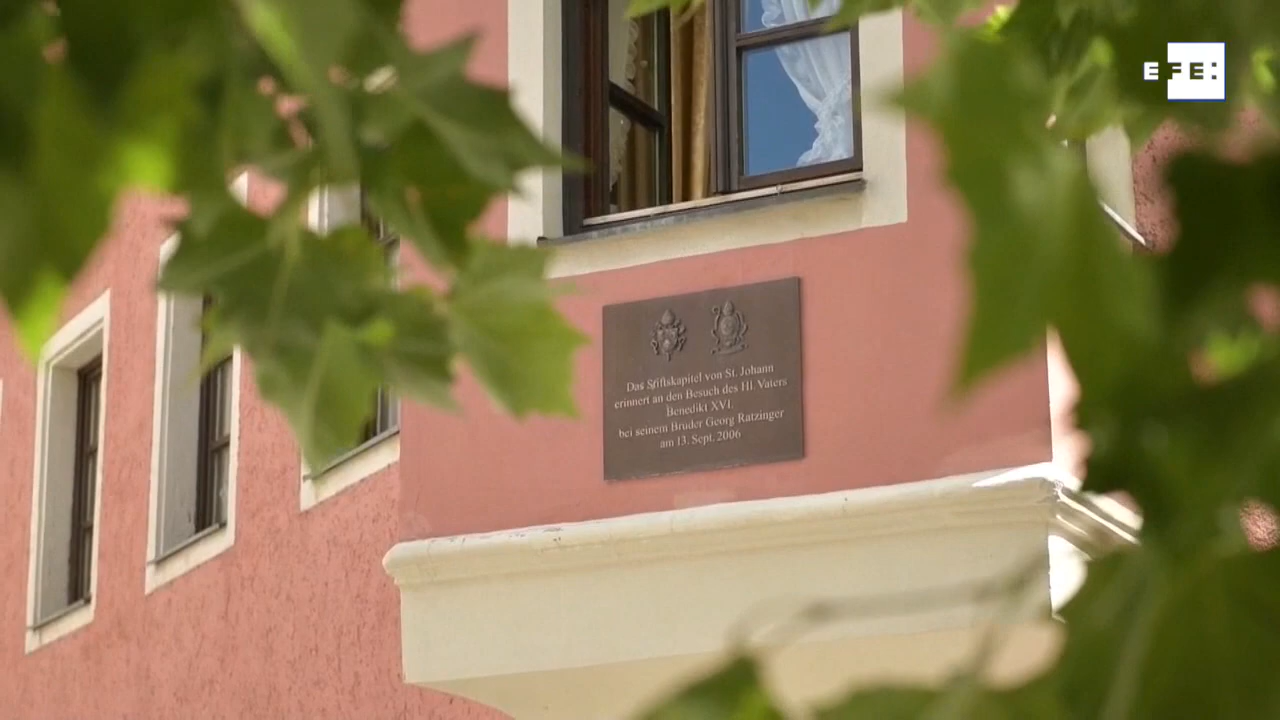 EFE:
Das Stiftskapitel von St. Johann
erinnert an den Besuch des Hl. Vaters
Benedikt XVI.
bei seinem Bruder Georg Ratzinger
am 13. Sept. 2006